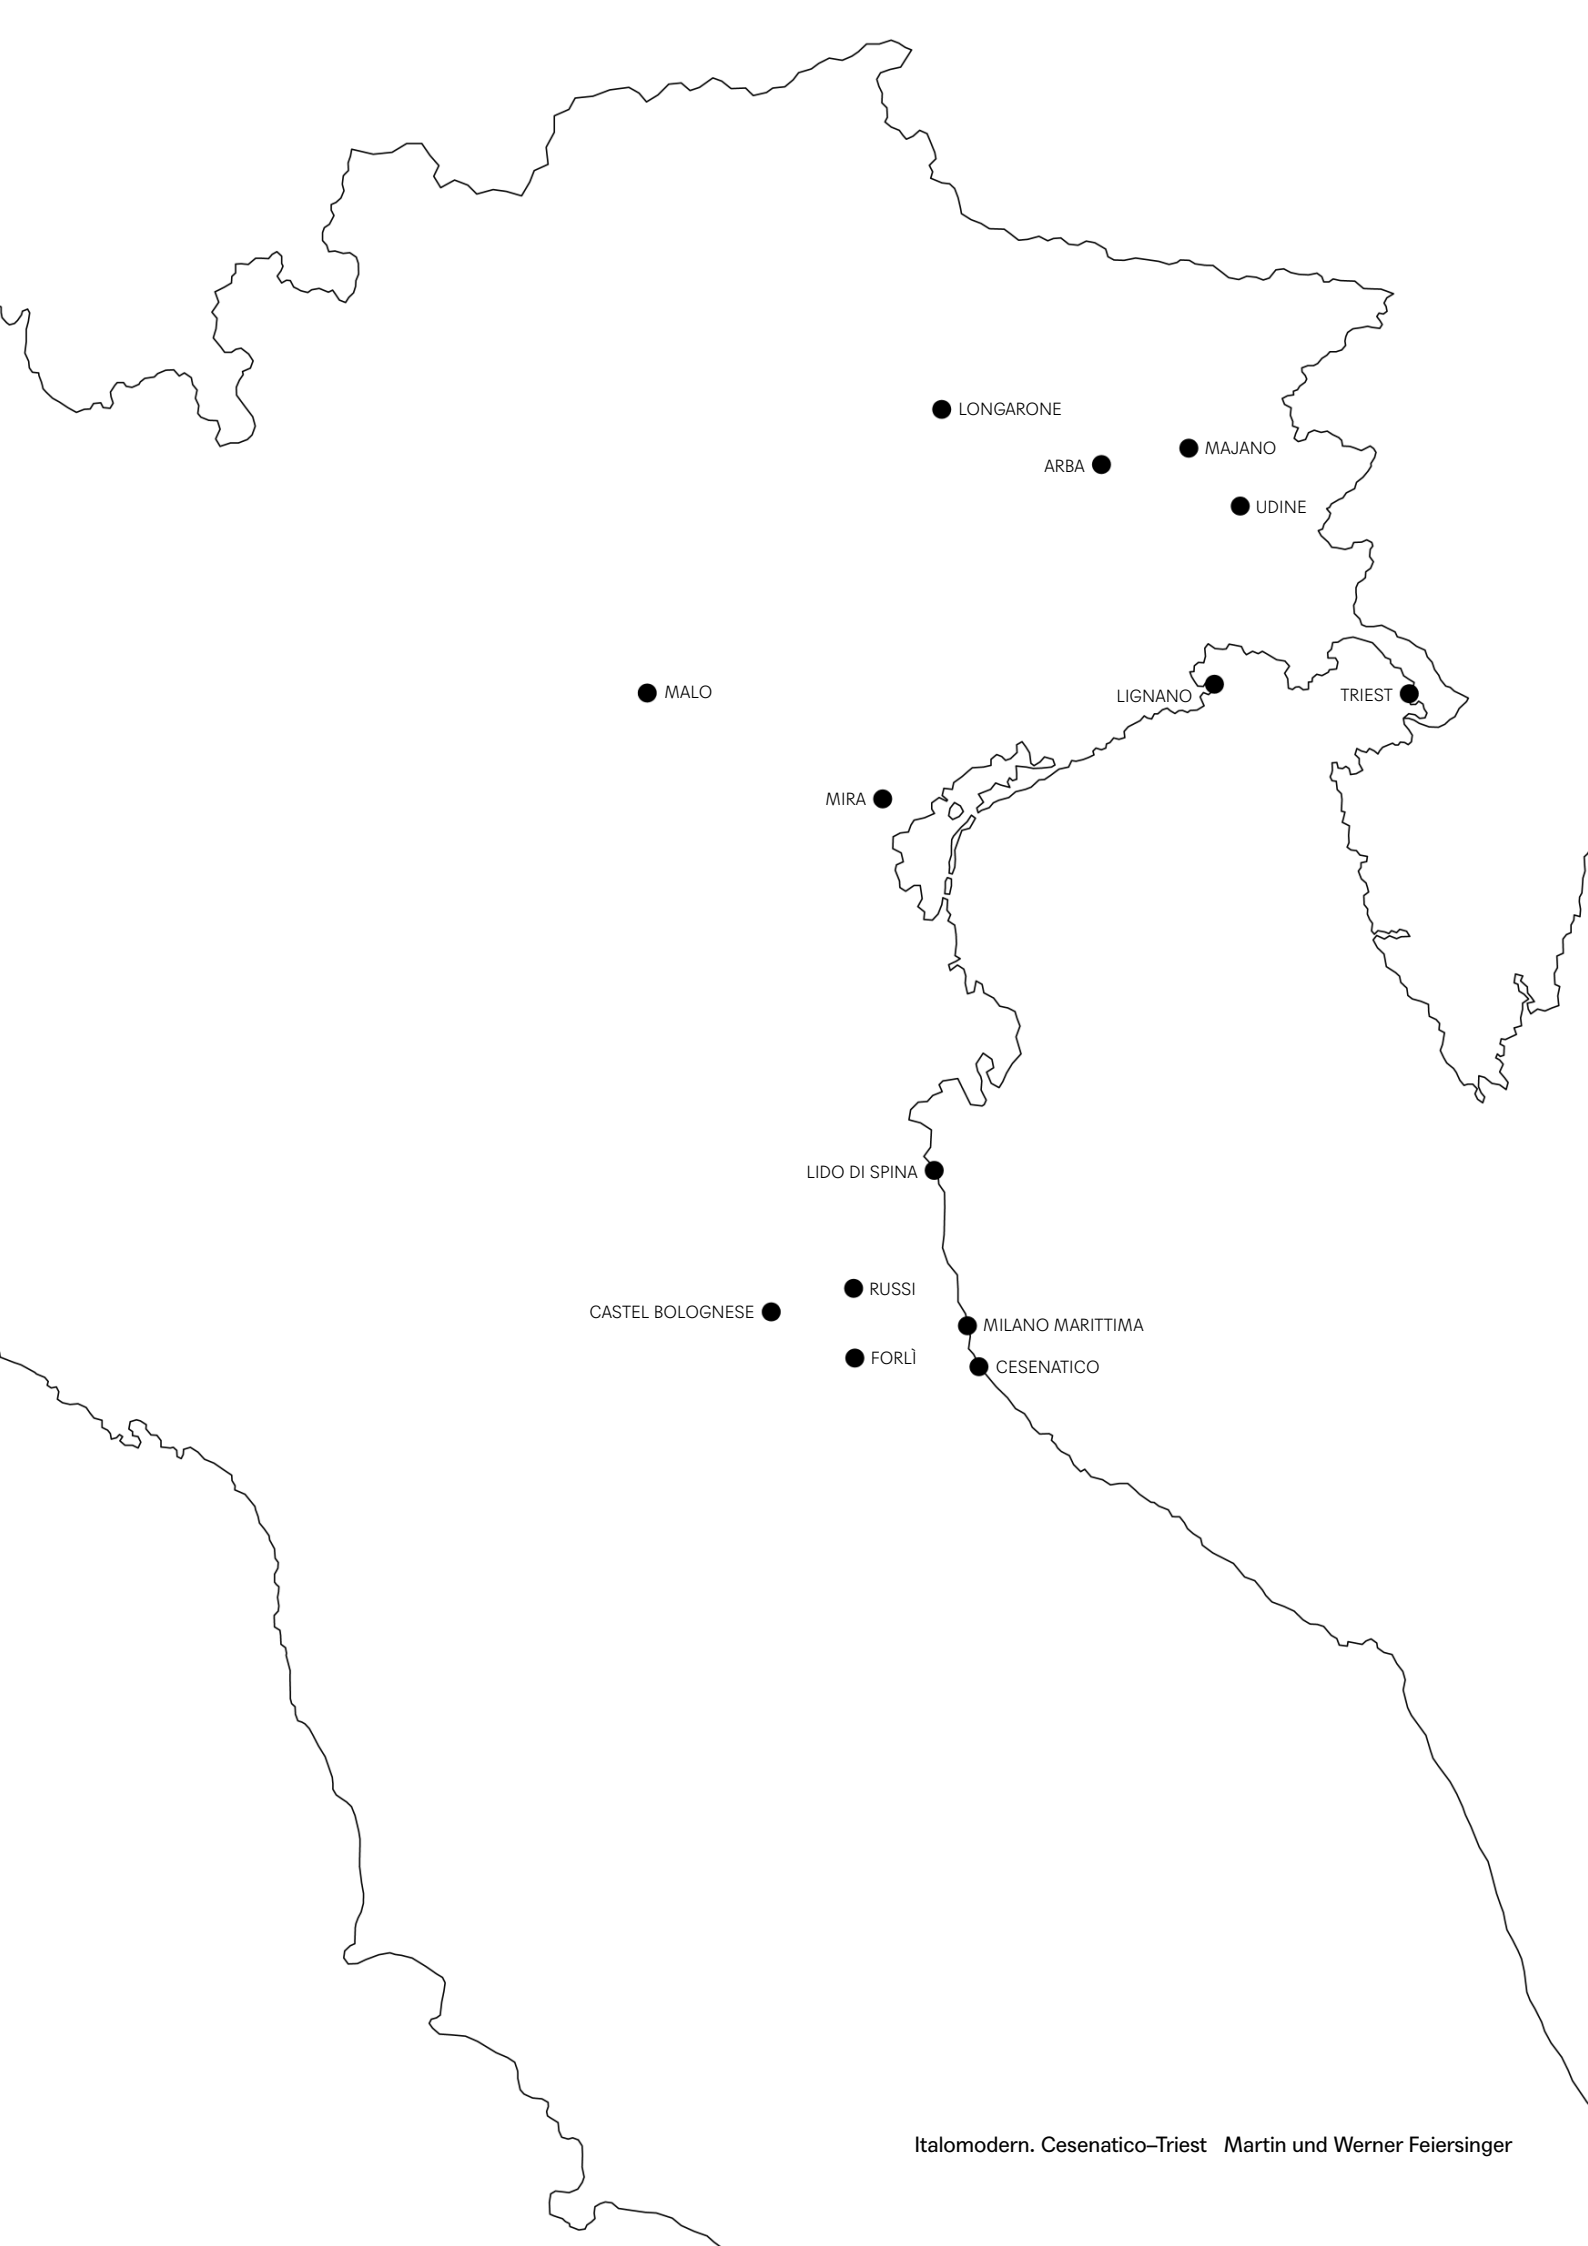 LONGARONE
MAJANO
ARBA
UDINE
MALO
LIGNANO
TRIEST
MIRA
LIDO DI SPINA
RUSSI
CASTEL BOLOGNESE
MILANO MARITTIMA
FORLÌ
CESENATICO
Italomodern. Cesenatico–Triest Martin und Werner Feiersinger